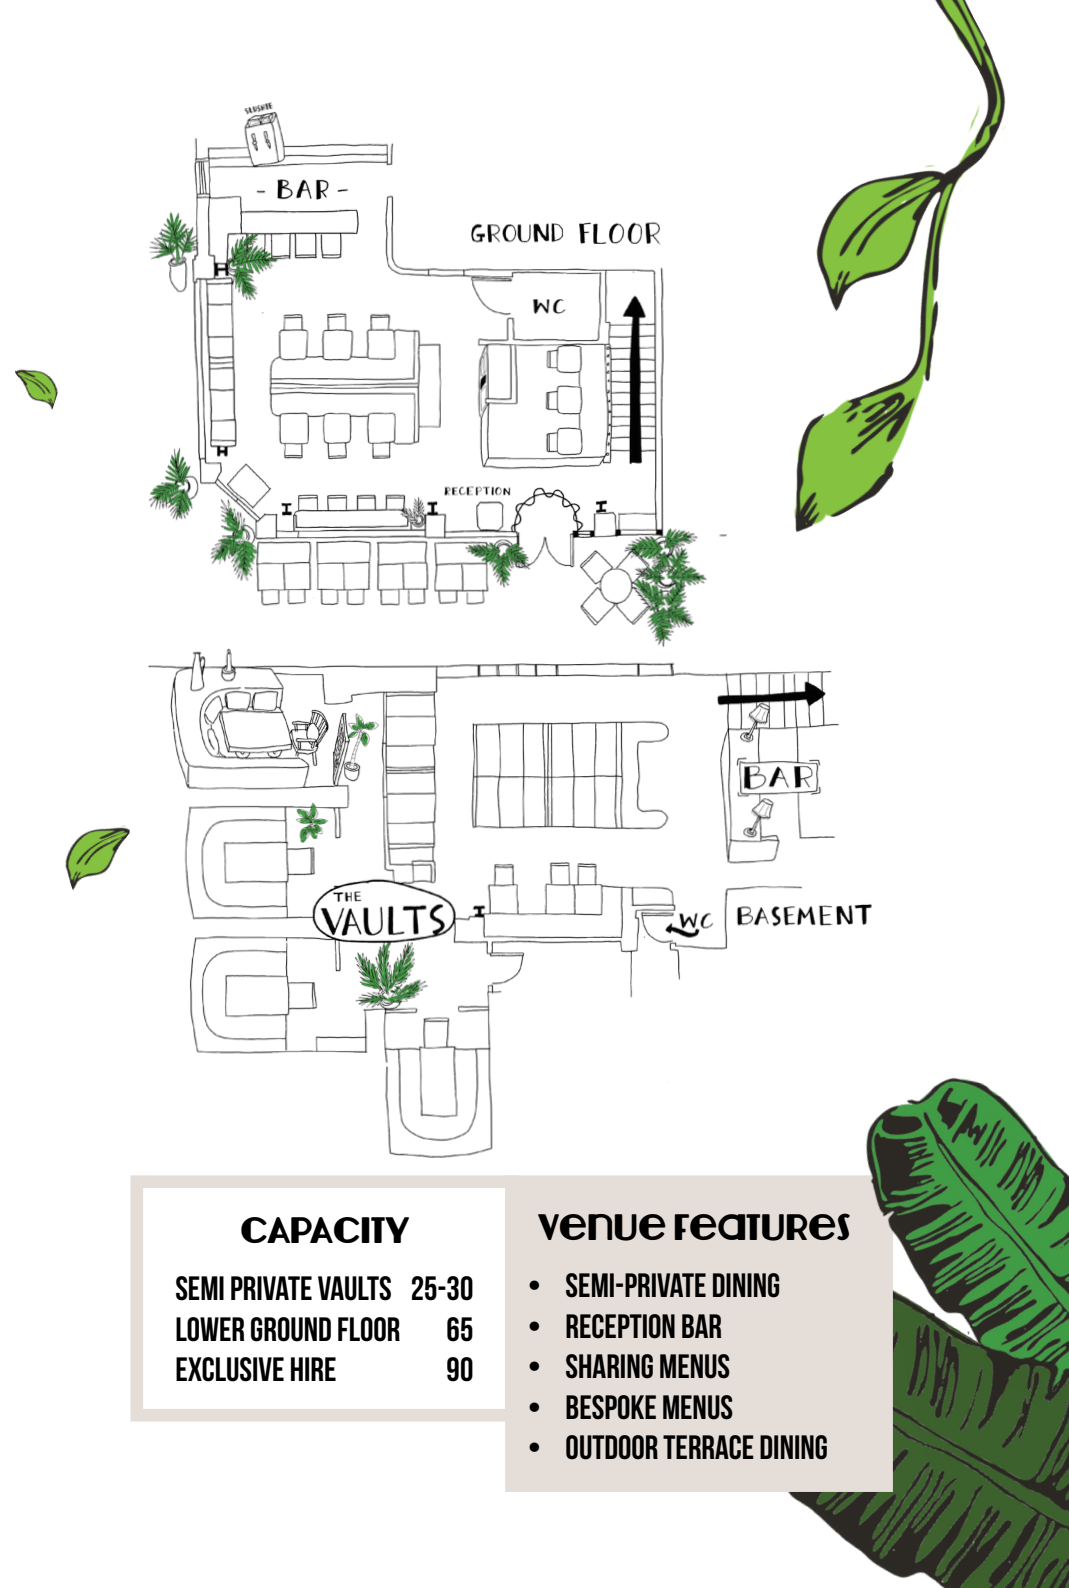 SLUSHIE
- BAR -
GROUND FLOOR
WC
RECEPTION
BAR
THE
VAULTS
WC
BASEMENT
CAPACITY
SEMI PRIVATE VAULTS 25-30
LOWER GROUND FLOOR 65
EXCLUSIVE HIRE 90
VENUE FEATURES
• SEMI-PRIVATE DINING
• RECEPTION BAR
• SHARING MENUS
• BESPOKE MENUS
• OUTDOOR TERRACE DINING